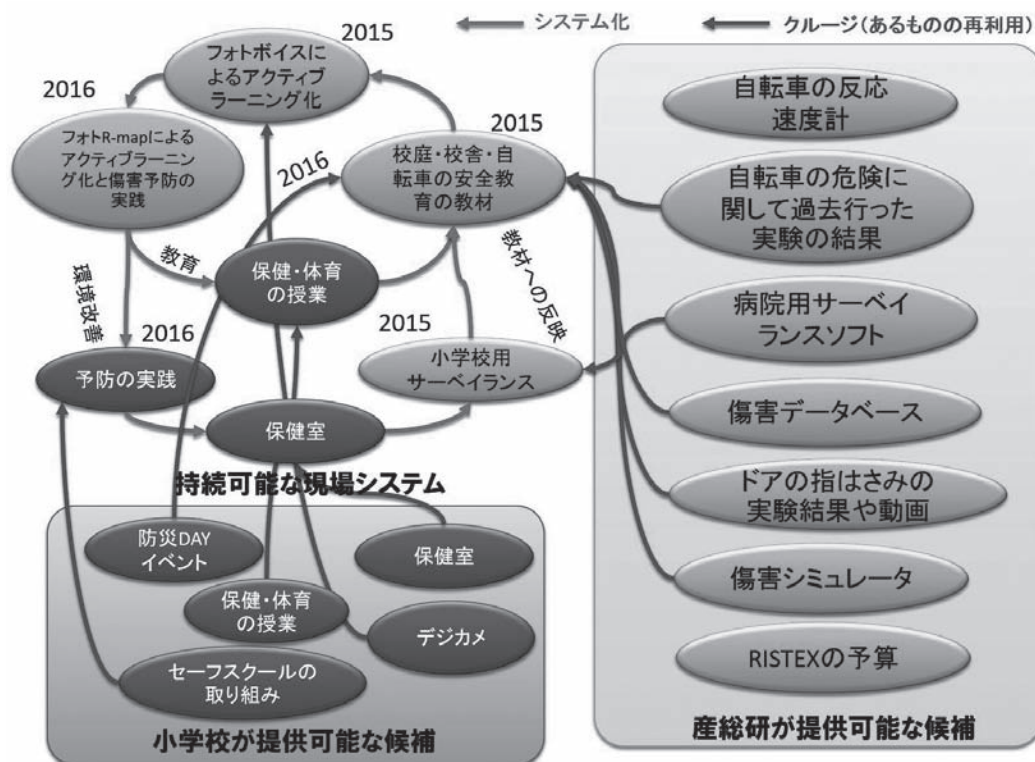 システム化
クルージ(あるものの再利用)
2015
フォトボイスに
よるアクティブ
ラーニング化
2016
フォトR-mapによる
アクティブラーニン
グ化と傷害予防の
実践
2016
2015
校庭・校舎・自
転車の安全教
育の教材
教育
保健・体育
の授業
教材への反映
環境改善
2016
予防の実践
2015
小学校用
サーベイランス
保健室
持続可能な現場システム
防災DAY
イベント
保健室
保健・体育
の授業
デジカメ
セーフスクールの
取り組み
小学校が提供可能な候補
自転車の反応
速度計
自転車の危険に
関して過去行った
実験の結果
病院用サーベイ
ランスソフト
傷害データベース
ドアの指はさみの
実験結果や動画
傷害シミュレータ
RISTEXの予算
産総研が提供可能な候補